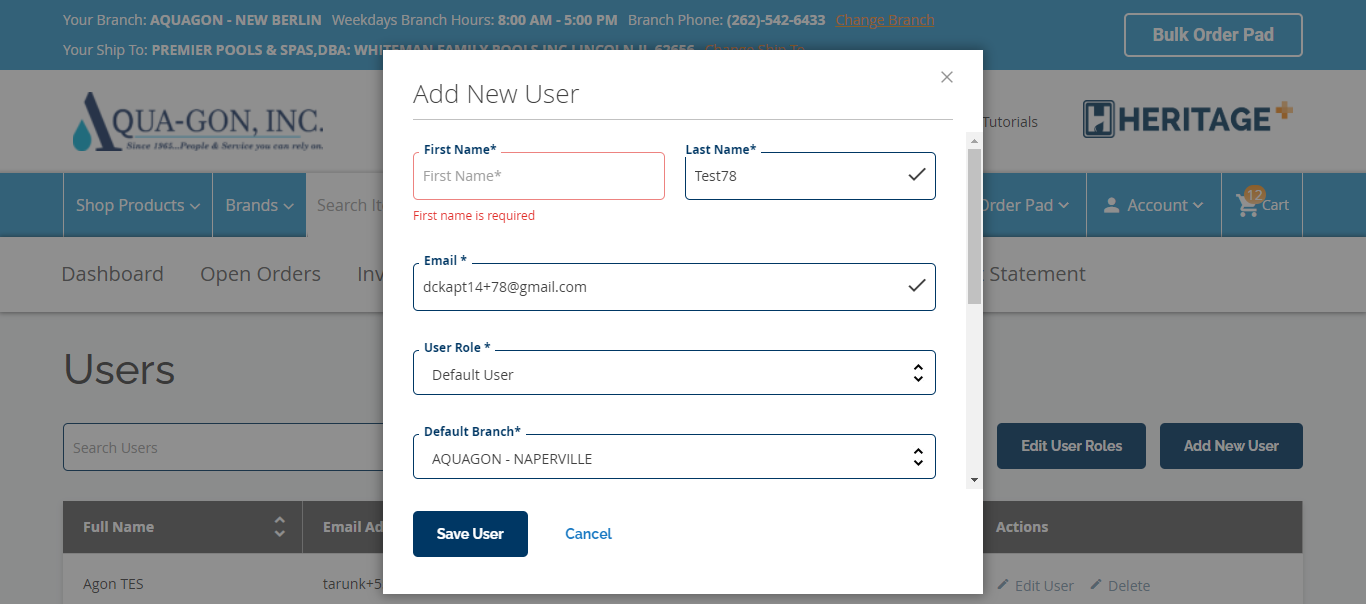 Your Branch: AQUAGON - NEW BERLIN Weekdays Branch Hours: 8:00 AM - 5:00 PM Branch Phone: (262)-542-6433 Change Branch
Your Ship To: PREMIER POOLS & SPAS,DBA: WHITEMAN FAMILY POOLS INC LINCOLN IL 62656 Change Ship To
Bulk Order Pad
AQUA-GON, INC.
Since 1965...People & Service you can rely on.
Tutorials
HERITAGE+
Shop Products
Brands
Search It
Order Pad
Account
12
Cart
Dashboard
Open Orders
Inv
Statement
Users
Search Users
Edit User Roles
Add New User
Full Name
Email Ad
Actions
Agon TES
tarunk+5
Edit User
Delete
Add New User
First Name*
First Name*
First name is required
Last Name*
Test78
Email *
dckapt14+78@gmail.com
User Role *
Default User
Default Branch*
AQUAGON - NAPERVILLE
Save User
Cancel